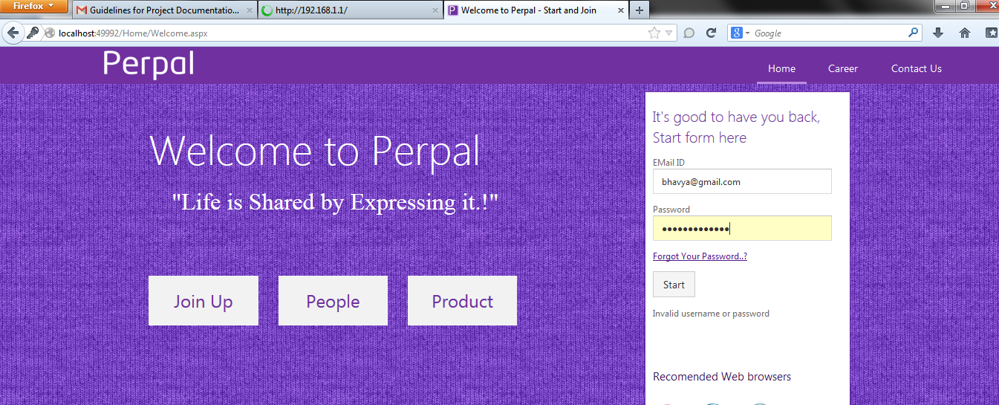 Firefox
Guidelines for Project Documentatio...
http://192.168.1.1/
Welcome to Perpal - Start and Join
localhost:49992/Home/Welcome.aspx
Google
Perpal
Home
Career
Contact Us
Welcome to Perpal
"Life is Shared by Expressing it.!"
Join Up
People
Product
It's good to have you back,
Start form here
EMail ID
bhavya@gmail.com
Password
Forgot Your Password..?
Start
Invalid username or password
Recomended Web browsers